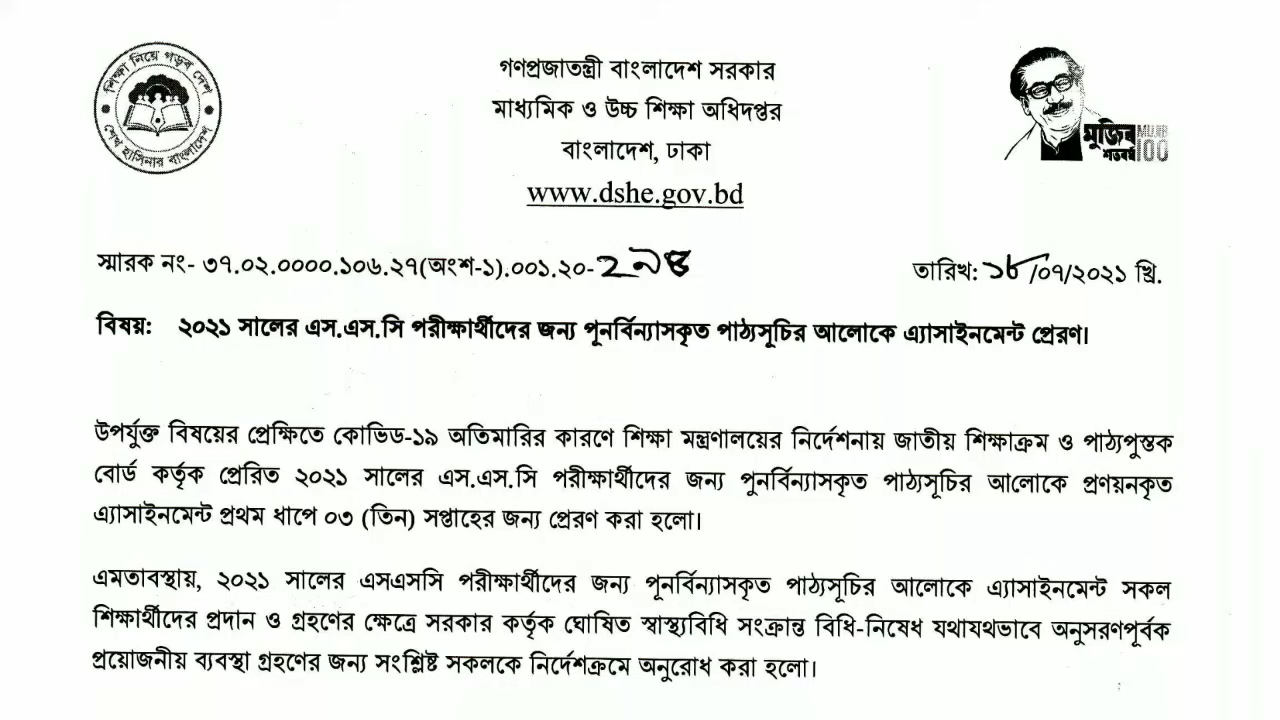 শিক্ষা নিয়ে গড়ব দেশ
শেখ হাসিনার বাংলাদেশ
গণপ্রজাতন্ত্রী বাংলাদেশ সরকার
মাধ্যমিক ও উচ্চ শিক্ষা অধিদপ্তর
বাংলাদেশ, ঢাকা
www.dshe.gov.bd
মুজিব MUJIB
শতবর্ষ 100
স্মারক নং- ৩৭.০২.০০০০.১০৬.২৭(অংশ-১).০০১.২০-২৯৪
তারিখ: ১৮/০৭/২০২১ খ্রি.
বিষয়: ২০২১ সালের এস.এস.সি পরীক্ষার্থীদের জন্য পুনর্বিন্যাসকৃত পাঠ্যসূচির আলোকে এ্যাসাইনমেন্ট প্রেরণ।
উপর্যুক্ত বিষয়ের প্রেক্ষিতে কোভিড-১৯ অতিমারির কারণে শিক্ষা মন্ত্রণালয়ের নির্দেশনায় জাতীয় শিক্ষাক্রম ও পাঠ্যপুস্তক
বোর্ড কর্তৃক প্রেরিত ২০২১ সালের এস.এস.সি পরীক্ষার্থীদের জন্য পুনর্বিন্যাসকৃত পাঠ্যসূচির আলোকে প্রণয়নকৃত
এ্যাসাইনমেন্ট প্রথম ধাপে ০৩ (তিন) সপ্তাহের জন্য প্রেরণ করা হলো।
এমতাবস্থায়, ২০২১ সালের এসএসসি পরীক্ষার্থীদের জন্য পুনর্বিন্যাসকৃত পাঠ্যসূচির আলোকে এ্যাসাইনমেন্ট সকল
শিক্ষার্থীদের প্রদান ও গ্রহণের ক্ষেত্রে সরকার কর্তৃক ঘোষিত স্বাস্থ্যবিধি সংক্রান্ত বিধি-নিষেধ যথাযথভাবে অনুসরণপূর্বক
প্রয়োজনীয় ব্যবস্থা গ্রহণের জন্য সংশ্লিষ্ট সকলকে নির্দেশক্রমে অনুরোধ করা হলো।